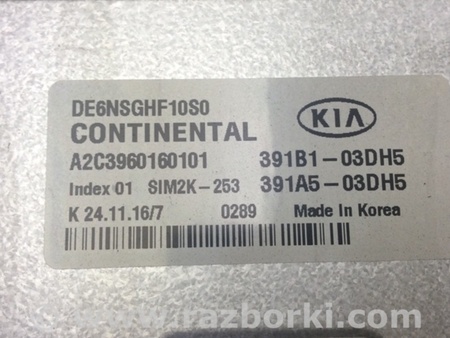 DE6NSGHF10S0
CONTINENTAL
KIA
A2C3960160101 391B1-03DH5
Index 01 SIM2K-253 391A5-03DH5
K 24.11.16/7 0289 Made In Korea
www.razborki.com